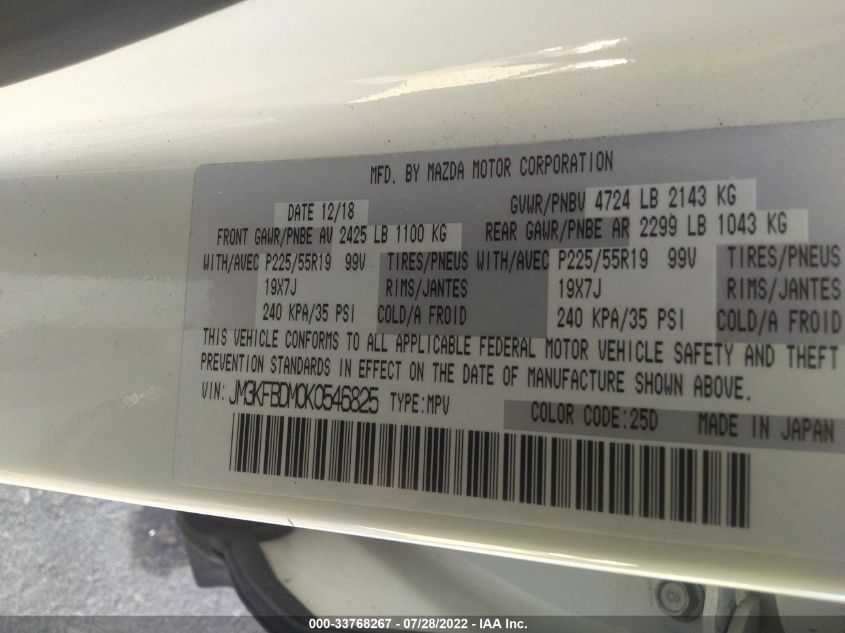 MFD. BY MAZDA MOTOR CORPORATION
DATE 12/18 GVWR/PNBV 4724 LB 2143 KG
FRONT GAWR/PNBE AV 2425 LB 1100 KG REAR GAWR/PNBE AR 2299 LB 1043 KG
WITH/AVEC P225/55R19 99V TIRES/PNEUS WITH/AVEC P225/55R19 99V TIRES/PNEUS
19X7J RIMS/JANTES 19X7J RIMS/JANTES
240 KPA/35 PSI COLD/A FROID 240 KPA/35 PSI COLD/A FROID
THIS VEHICLE CONFORMS TO ALL APPLICABLE FEDERAL MOTOR VEHICLE SAFETY AND THEFT
PREVENTION STANDARDS IN EFFECT ON THE DATE OF MANUFACTURE SHOWN ABOVE.
VIN: JM3KFBDM0K0546825 TYPE:MPV COLOR CODE:25D MADE IN JAPAN
000-33768267 - 07/28/2022 - IAA Inc.